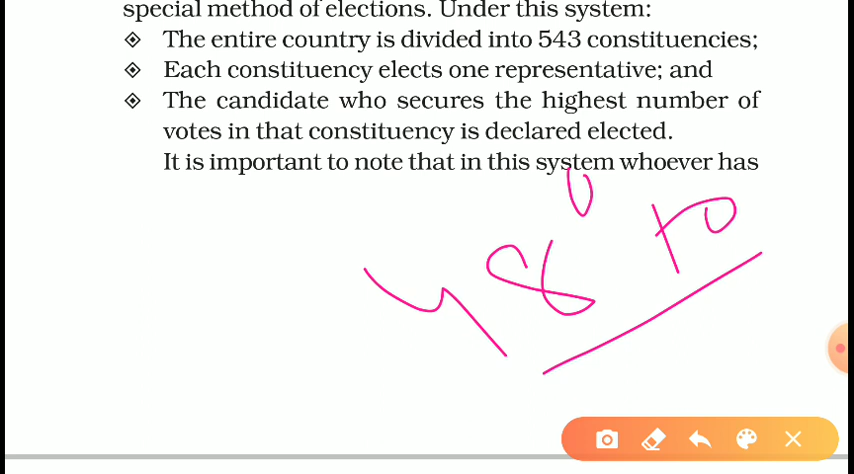 special method of elections. Under this system:
The entire country is divided into 543 constituencies;
Each constituency elects one representative; and
The candidate who secures the highest number of
votes in that constituency is declared elected.
It is important to note that in this system whoever has